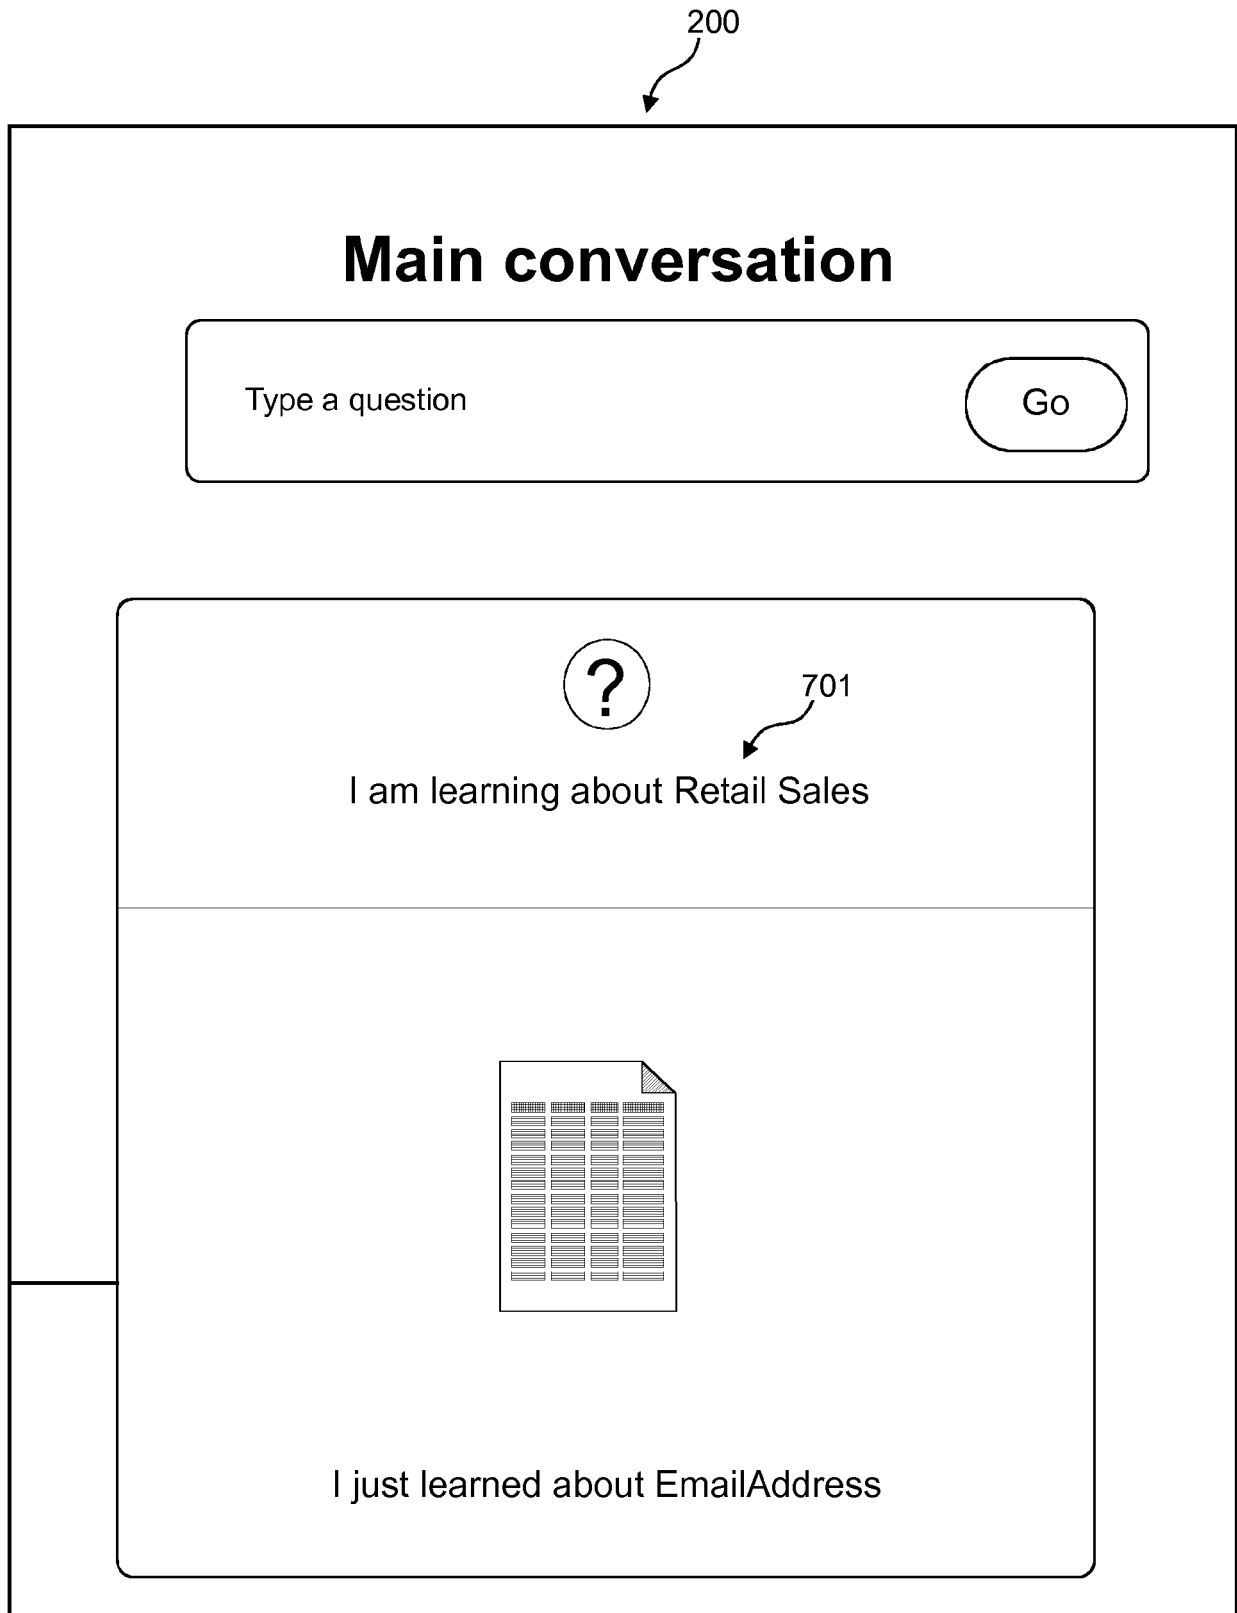 200
Main conversation
Type a question
Go
?
701
I am learning about Retail Sales
I just learned about EmailAddress